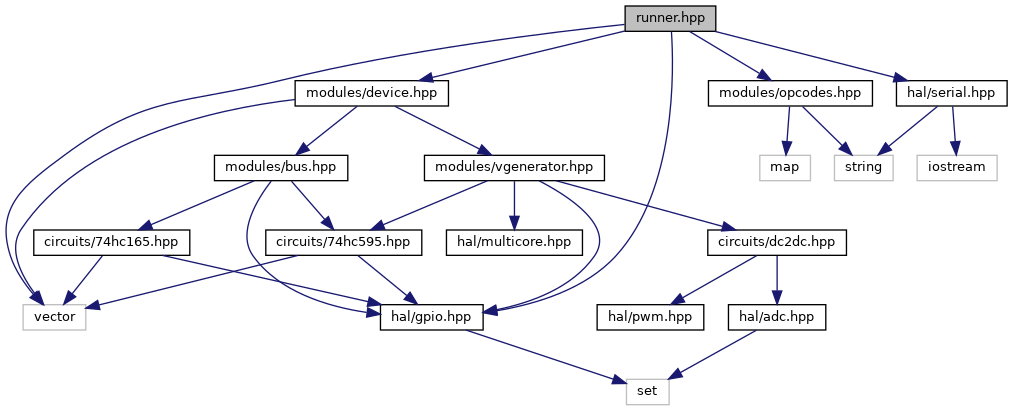 runner.hpp
modules/device.hpp
modules/opcodes.hpp
hal/serial.hpp
modules/bus.hpp
modules/vgenerator.hpp
map
string
iostream
circuits/74hc165.hpp
circuits/74hc595.hpp
hal/multicore.hpp
circuits/dc2dc.hpp
vector
hal/gpio.hpp
hal/pwm.hpp
hal/adc.hpp
set